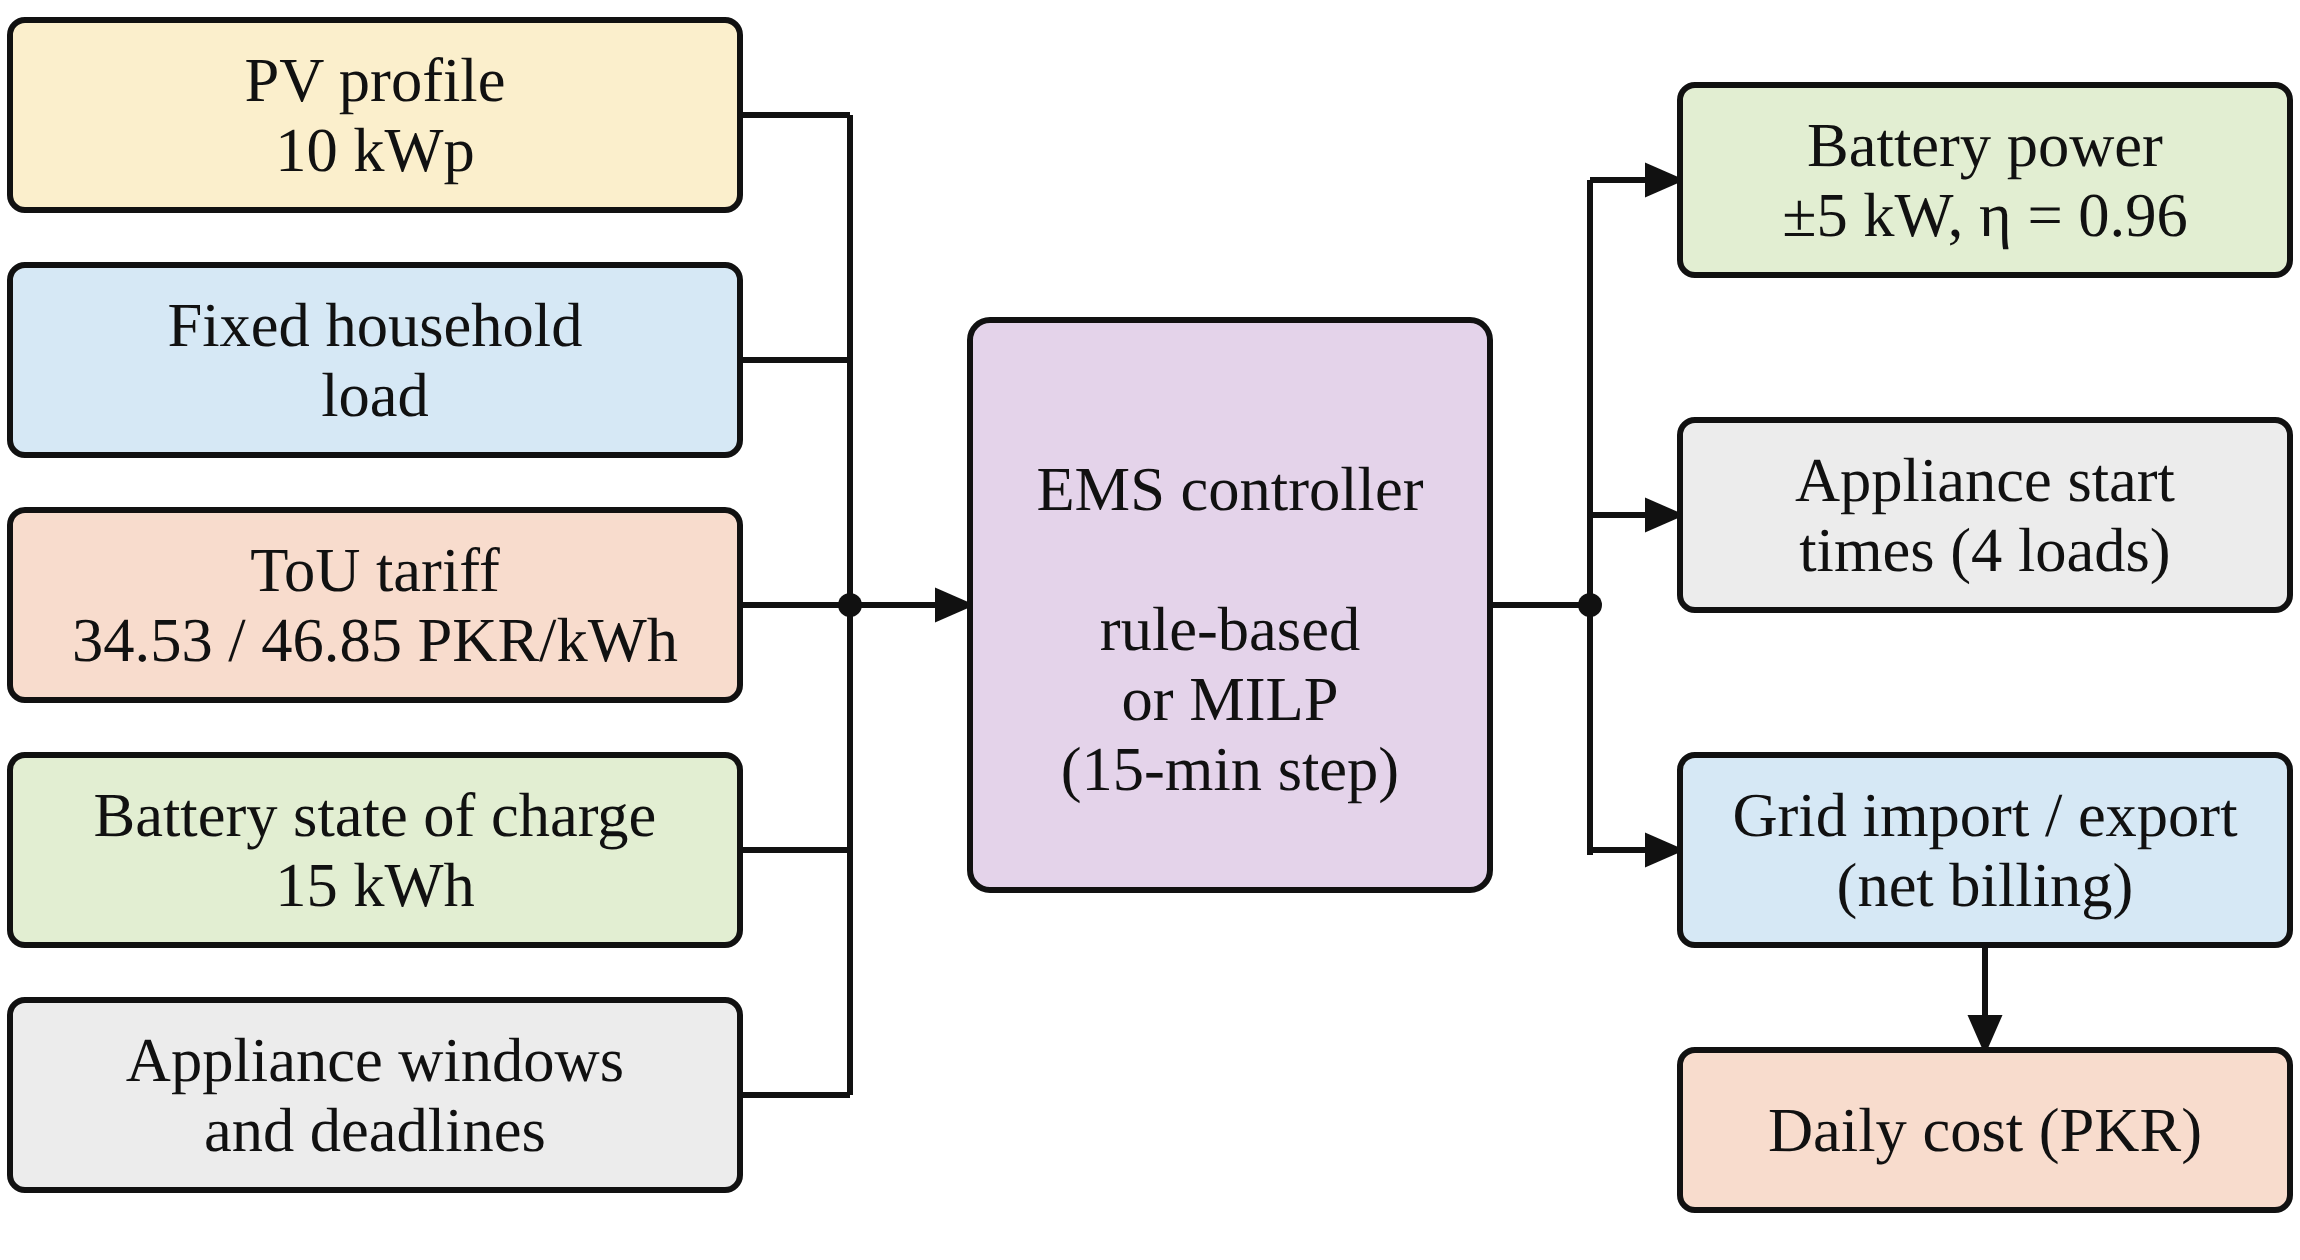 PV profile
10 kWp
Fixed household
load
ToU tariff
34.53 / 46.85 PKR/kWh
Battery state of charge
15 kWh
Appliance windows
and deadlines
EMS controller
rule-based
or MILP
(15-min step)
Battery power
±5 kW, η = 0.96
Appliance start
times (4 loads)
Grid import / export
(net billing)
Daily cost (PKR)